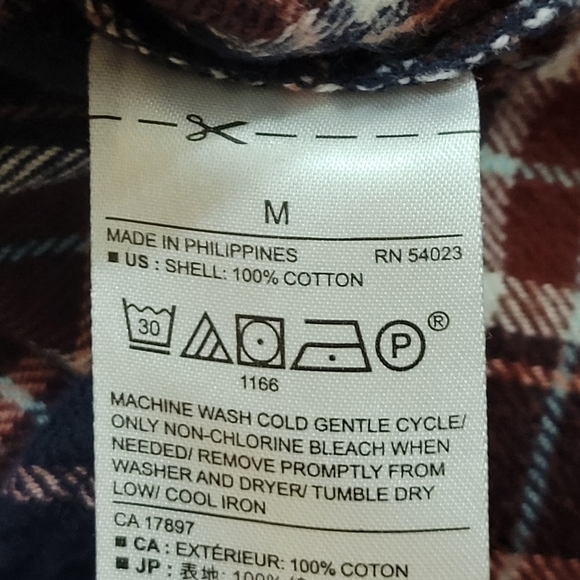 M
MADE IN PHILIPPINES RN 54023
■ US : SHELL: 100% COTTON
30 P ®
1166
MACHINE WASH COLD GENTLE CYCLE/
ONLY NON-CHLORINE BLEACH WHEN
NEEDED/ REMOVE PROMPTLY FROM
WASHER AND DRYER/ TUMBLE DRY
LOW/ COOL IRON
CA 17897
■ CA : EXTÉRIEUR: 100% COTON
■ JP : 表地: 100%